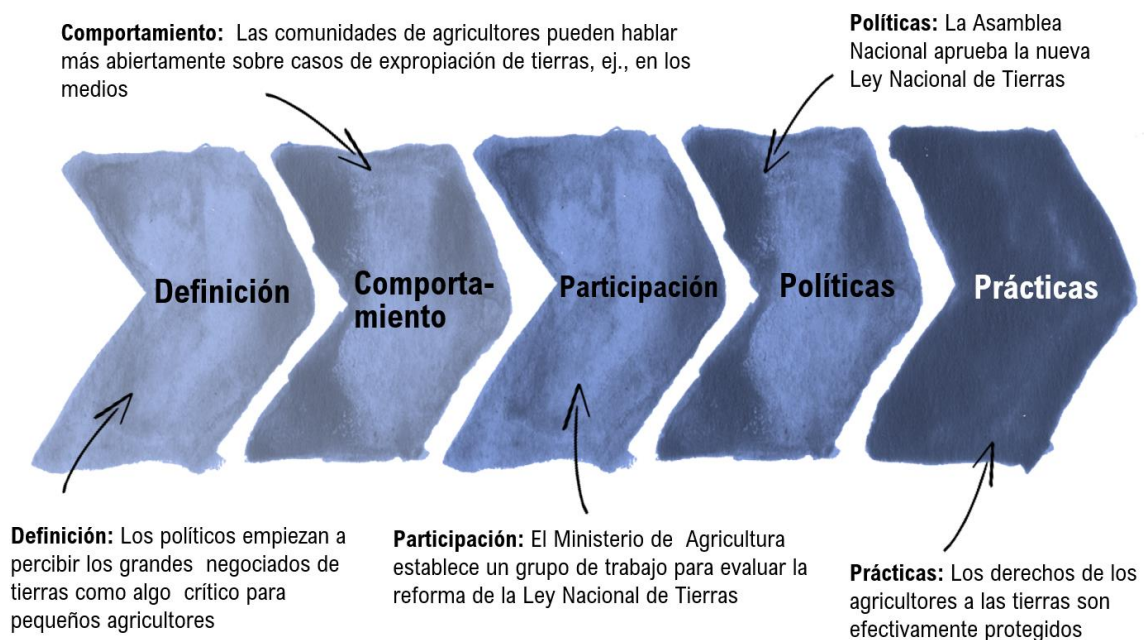 Comportamiento: Las comunidades de agricultores pueden hablar
más abiertamente sobre casos de expropiación de tierras, ej., en los
medios
Políticas: La Asamblea
Nacional aprueba la nueva
Ley Nacional de Tierras
Definición
Comporta-
miento
Participación
Políticas
Prácticas
Definición: Los políticos empiezan a
percibir los grandes negociados de
tierras como algo crítico para
pequeños agricultores
Participación: El Ministerio de Agricultura
establece un grupo de trabajo para evaluar la
reforma de la Ley Nacional de Tierras
Prácticas: Los derechos de los
agricultores a las tierras son
efectivamente protegidos